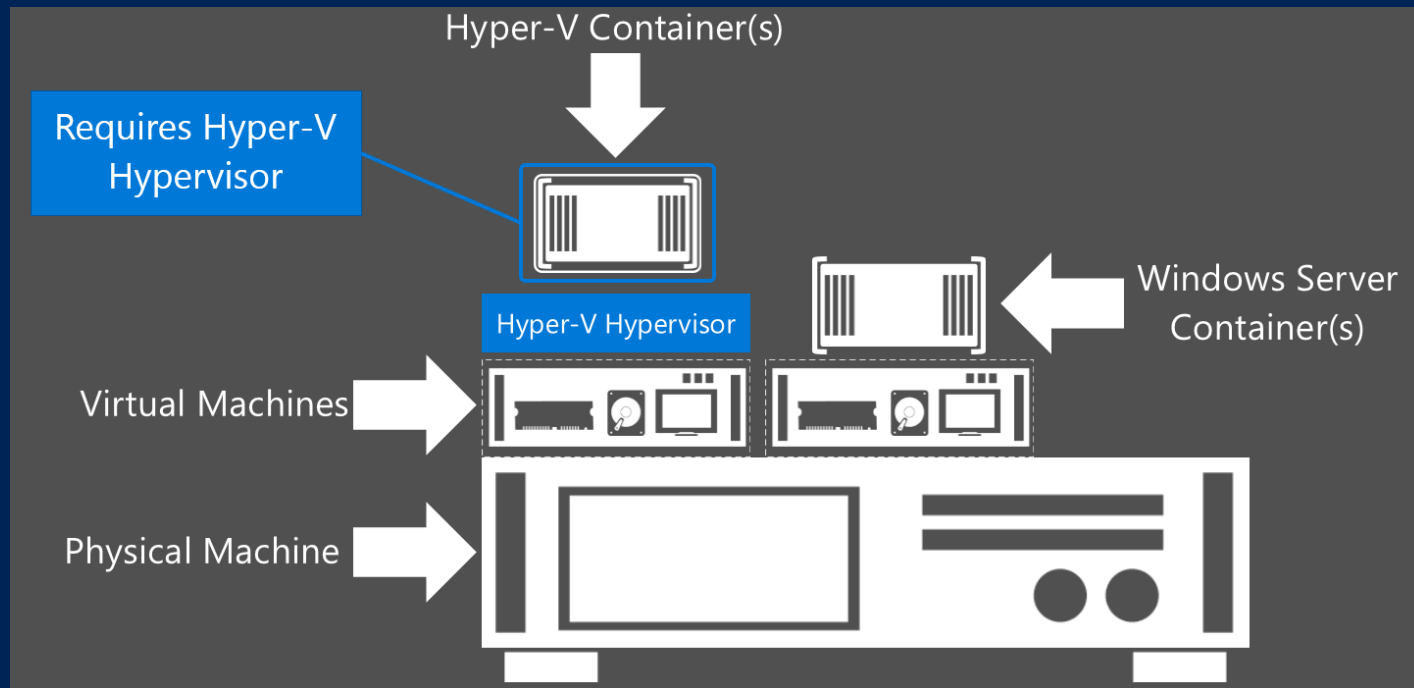 Hyper-V Container(s)
Requires Hyper-V
Hypervisor
Hyper-V Hypervisor
Windows Server
Container(s)
Virtual Machines
Physical Machine